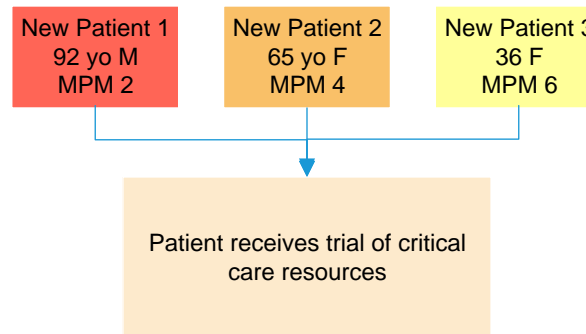 New Patient 1
92 yo M
MPM 2
New Patient 2
65 yo F
MPM 4
New Patient 3
36 F
MPM 6
Patient receives trial of critical
care resources